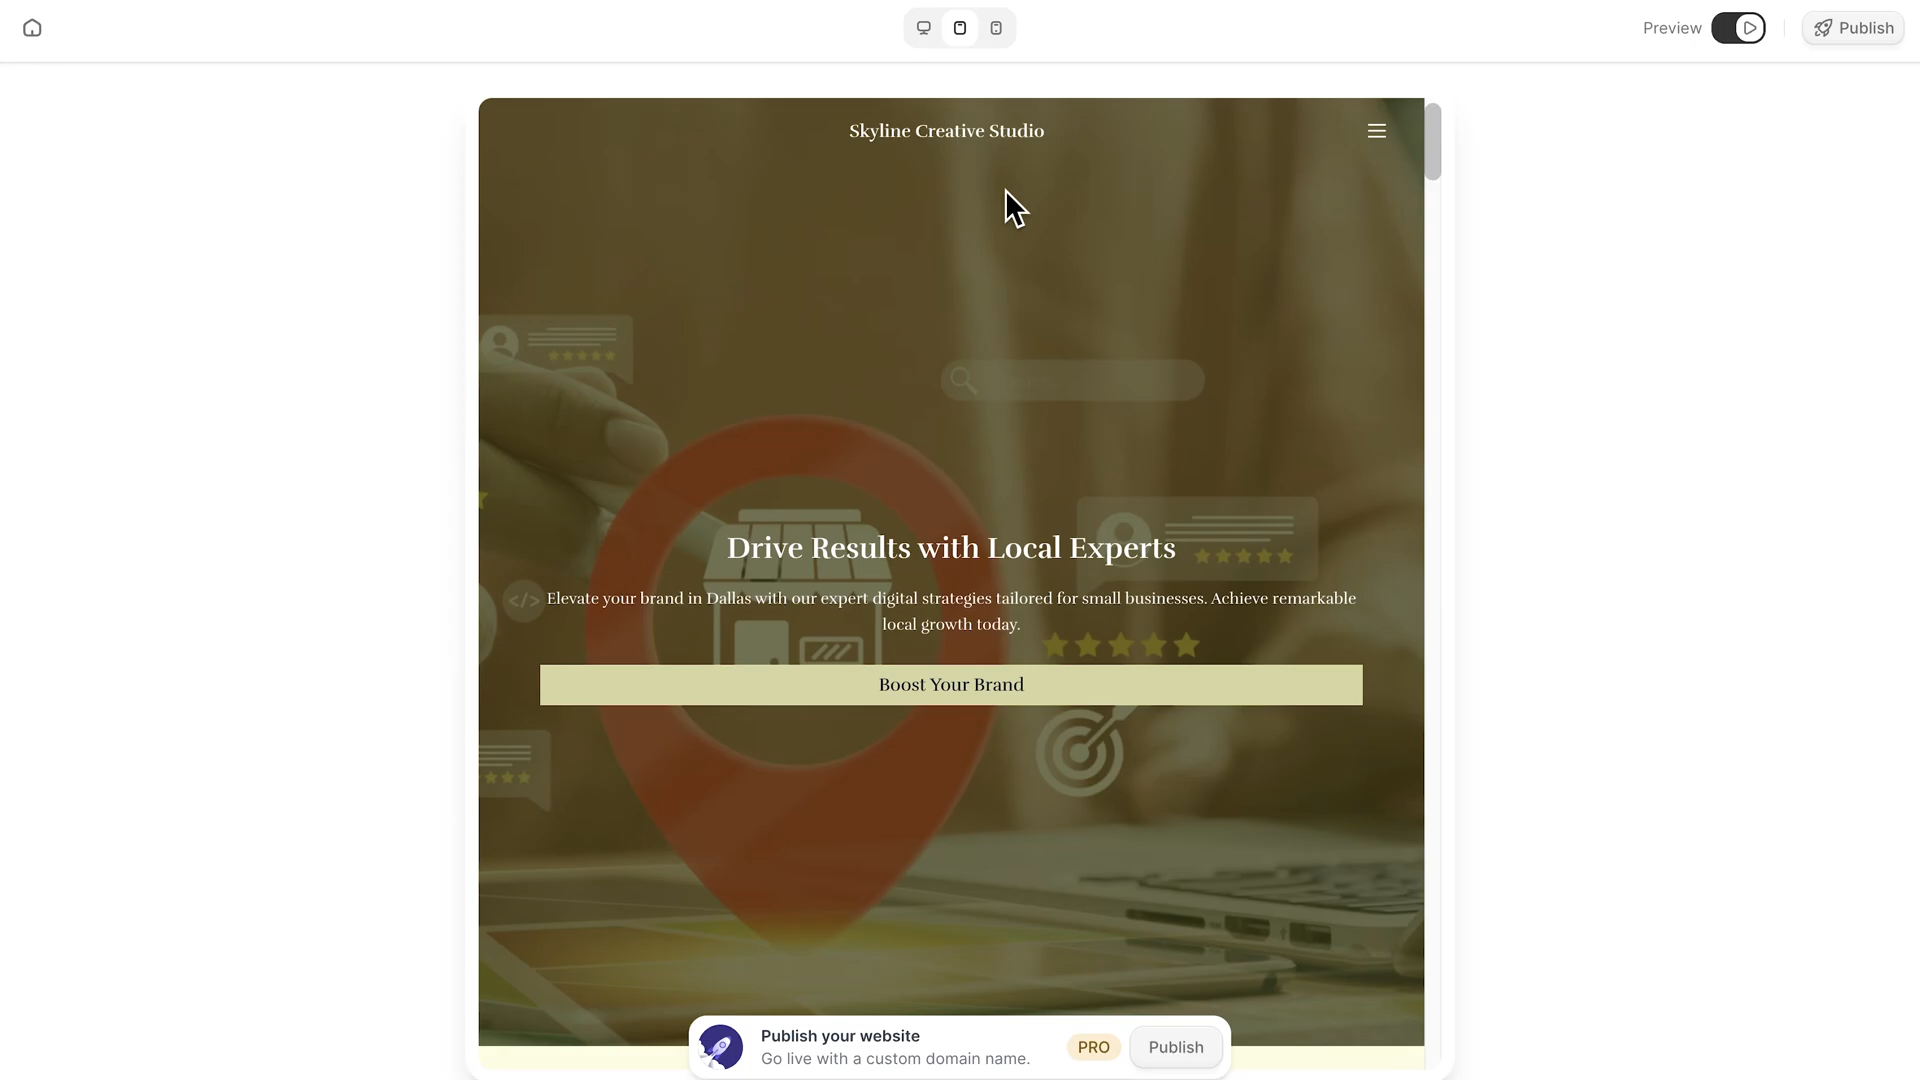 Preview
Publish
Skyline Creative Studio
Drive Results with Local Experts
</> Elevate your brand in Dallas with our expert digital strategies tailored for small businesses. Achieve remarkable
local growth today.
Boost Your Brand
Publish your website
Go live with a custom domain name.
PRO
Publish